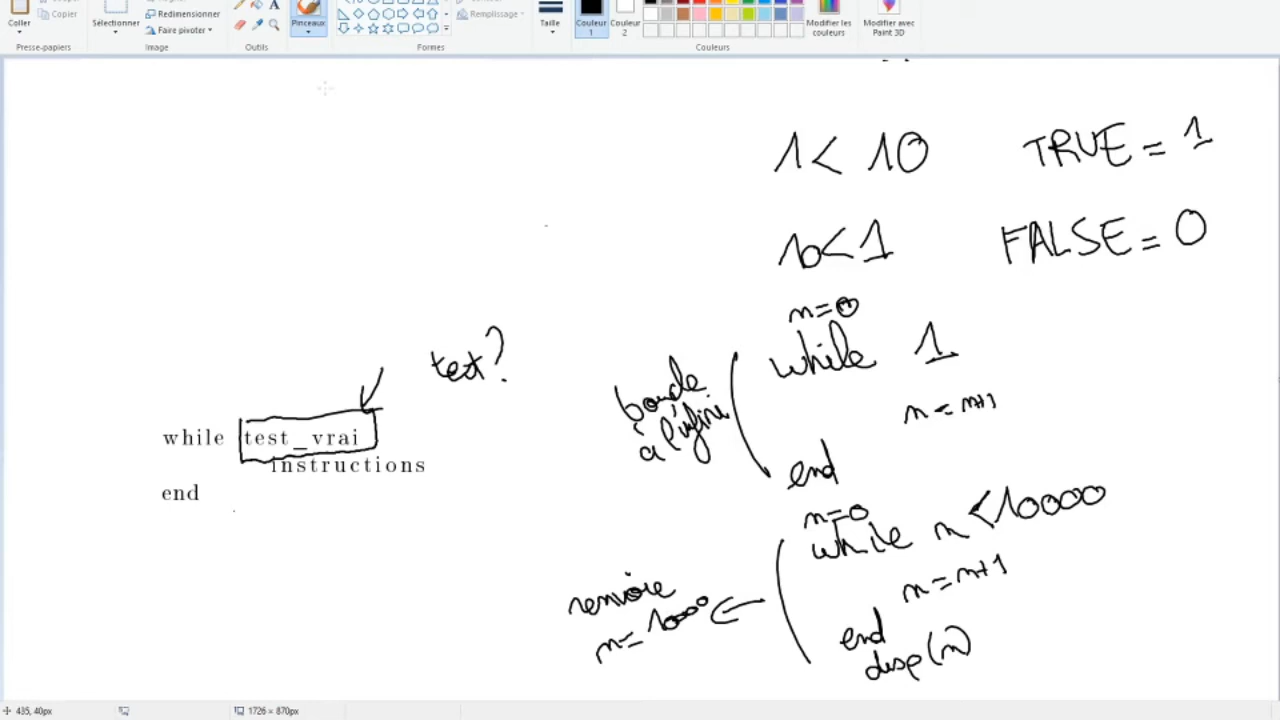 Coller
Copier
Sélectionner
Redimensionner
Faire pivoter
Pinceaux
Remplissage
Taille
Couleur
1
Couleur
2
Modifier les
couleurs
Modifier avec
Paint 3D
Presse-papiers
Image
Outils
Formes
Couleurs
1 < 10 TRUE = 1
10 < 1 FALSE = 0
n=0
while 1
n = n+1
end
boucle
à l'infini
test?
while test_vrai
instructions
end
n=0
while n < 10000
n = n+1
end
disp(n)
renvoie
n=
435, 40px
1726 × 870px